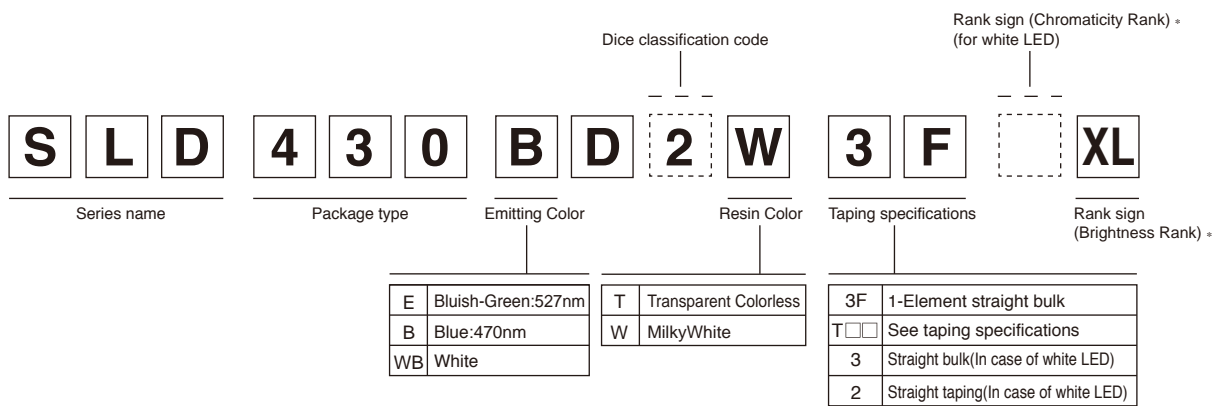 Rank sign (Chromaticity Rank) *
(for white LED)
Dice classification code
S L D 4 3 0 B D 2 W 3 F XL
Series name Package type Emitting Color Resin Color Taping specifications Rank sign
(Brightness Rank) *
E Bluish-Green:527nm T Transparent Colorless 3F 1-Element straight bulk
B Blue:470nm W MilkyWhite T□□ See taping specifications
WB White 3 Straight bulk(In case of white LED)
2 Straight taping(In case of white LED)